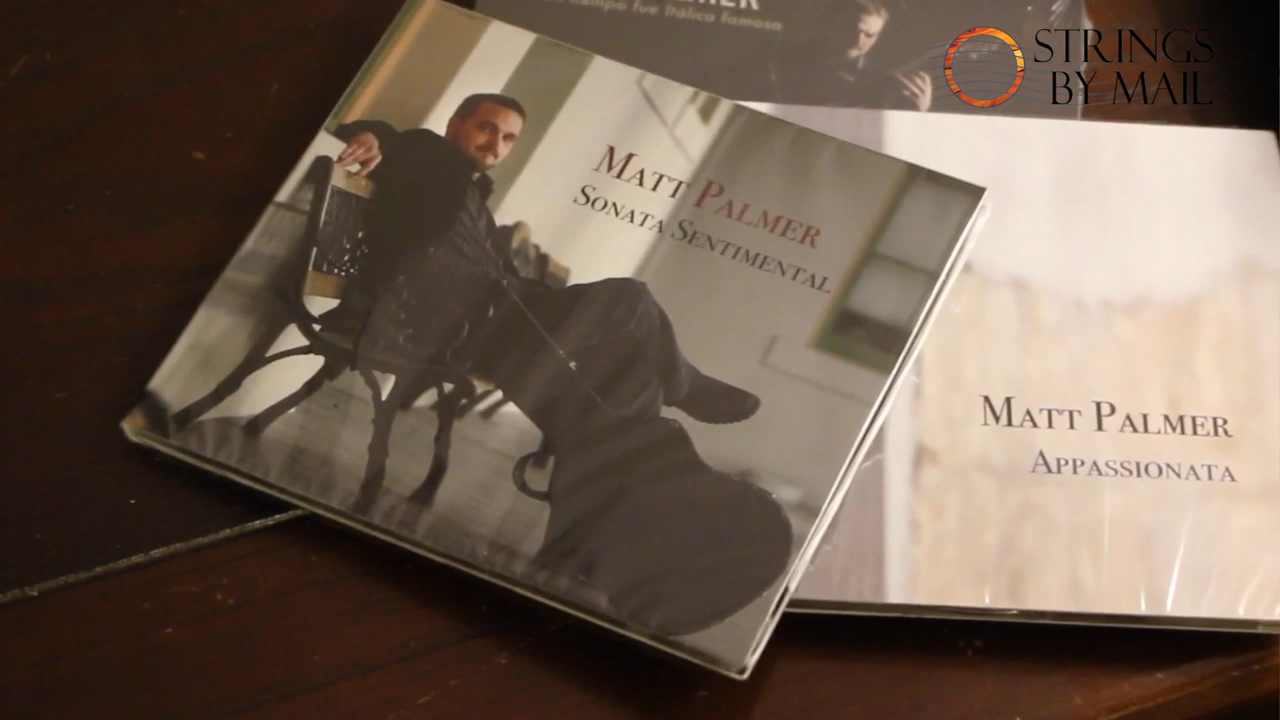 tiempo fue Itálica famosa
STRINGS
BY MAIL
MATT PALMER
SONATA SENTIMENTAL
MATT PALMER
APPASSIONATA